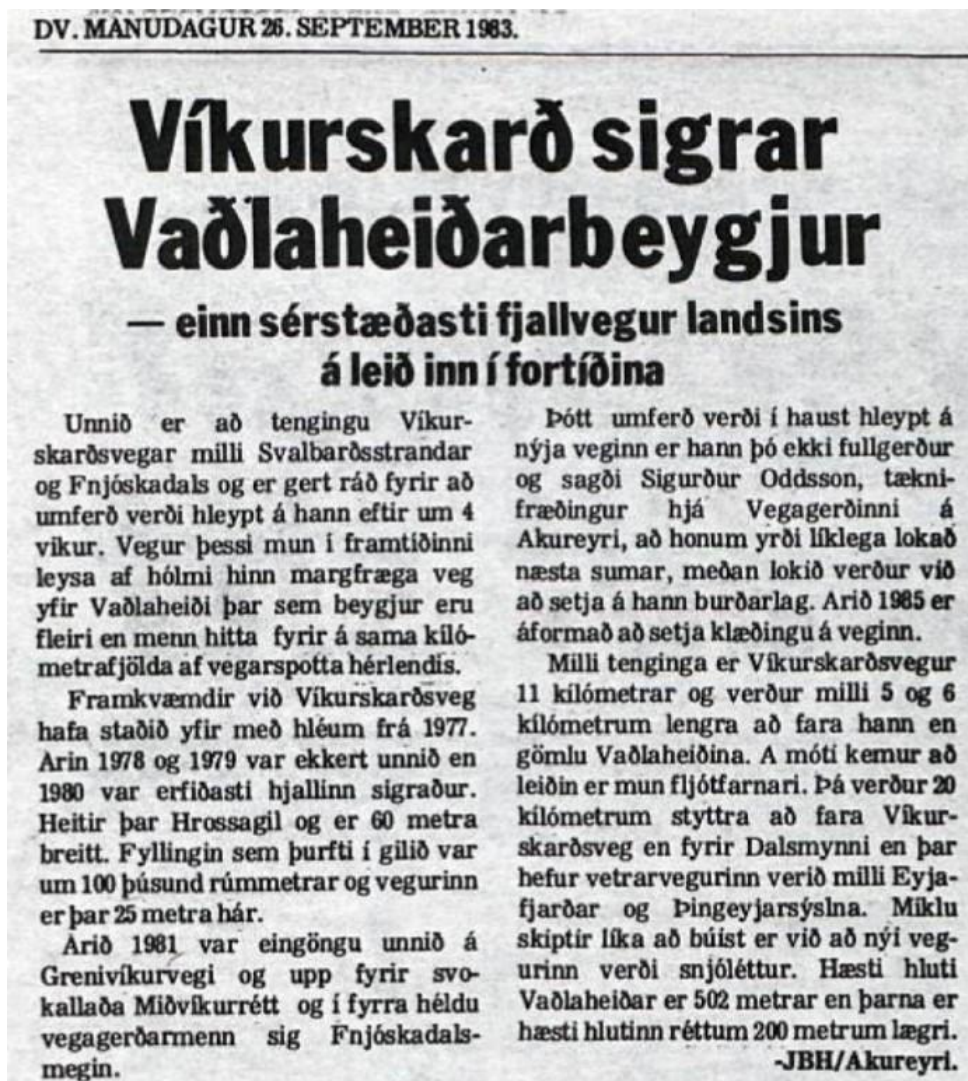 DV. MÁNUDAGUR 26. SEPTEMBER 1983.
Víkurskarð sigrar
Vaðlaheiðarbeygjur
— einn sérstæðasti fjallvegur landsins
á leið inn í fortíðina
Unnið er að tengingu Víkur-
skarðsvegar milli Svalbarðsstrandar
og Fnjóskadals og er gert ráð fyrir að
umferð verði hleypt á hann eftir um 4
vikur. Vegur þessi mun í framtíðinni
leysa af hólmi hinn margfræga veg
yfir Vaðlaheiði þar sem beygjur eru
fleiri en menn hitta fyrir á sama kíló-
metrafjölda af vegarspotta hérlendis.
Framkvæmdir við Víkurskarðsveg
hafa staðið yfir með hléum frá 1977.
Árin 1978 og 1979 var ekkert unnið en
1980 var erfiðasti hjallinn sigraður.
Heitir þar Hrossagil og er 60 metra
breitt. Fyllingin sem þurfti í gilið var
um 100 þúsund rúmmetrar og vegurinn
er þar 25 metra hár.
Árið 1981 var eingöngu unnið á
Grenivíkurvegi og upp fyrir svo-
kallaða Miðvíkurrétt og í fyrra héldu
vegagerðarmenn sig Fnjóskadals-
megin.
Þótt umferð verði í haust hleypt á
nýja veginn er hann þó ekki fullgerður
og sagði Sigurður Oddsson, tækni-
fræðingur hjá Vegagerðinni á
Akureyri, að honum yrði líklega lokað
næsta sumar, meðan lokið verður við
að setja á hann burðarlag. Árið 1985 er
áformað að setja klæðingu á veginn.
Milli tenginga er Víkurskarðsvegur
11 kílómetrar og verður milli 5 og 6
kílómetrum lengra að fara hann en
gömlu Vaðlaheiðina. Á móti kemur að
leiðin er mun fljótfarnari. Þá verður 20
kílómetrum styttra að fara Víkur-
skarðsveg en fyrir Dalsmynni en þar
hefur vetrarvegurinn verið milli Eyja-
fjarðar og Þingeyjarsýslna. Miklu
skiptir líka að búist er við að nýi veg-
urinn verði snjóléttur. Hæsti hluti
Vaðlaheiðar er 502 metrar en þarna er
hæsti hlutinn réttum 200 metrum lægri.
-JBH/Akureyri.